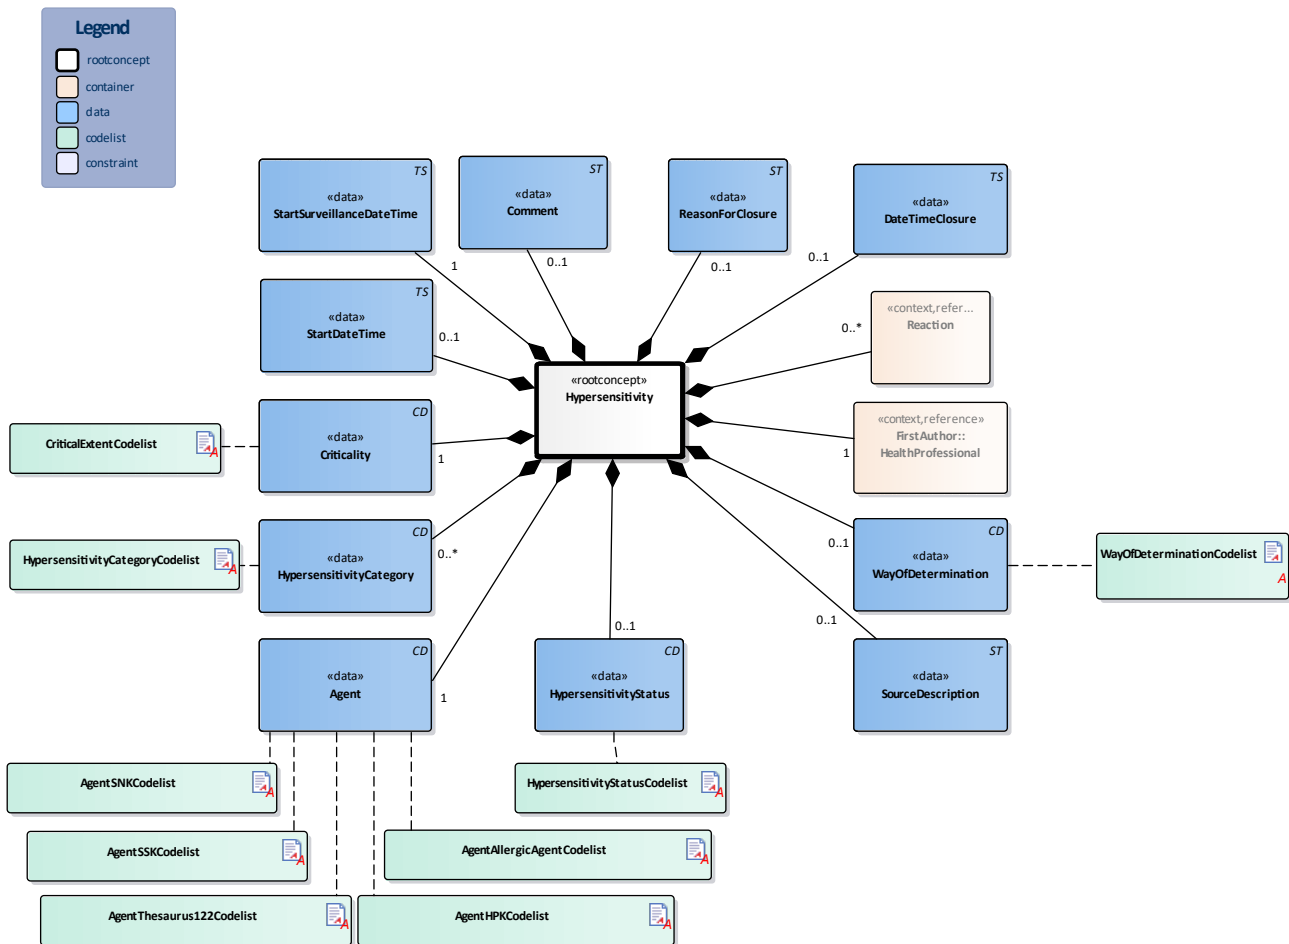 Legend
rootconcept
container
data
codelist
constraint
TS
«data»
StartSurveillanceDateTime
ST
«data»
Comment
ST
«data»
ReasonForClosure
TS
«data»
DateTimeClosure
1
0..1
0..1
0..1
TS
«data»
StartDateTime
0..1
«context,refer...
Reaction
0..*
«rootconcept»
Hypersensitivity
CD
«data»
Criticality
1
CriticalExtentCodelist
A
«context,reference»
FirstAuthor::
HealthProfessional
1
CD
«data»
HypersensitivityCategory
0..*
HypersensitivityCategoryCodelist
A
CD
«data»
WayOfDetermination
0..1
WayOfDeterminationCodelist
A
CD
«data»
Agent
1
CD
«data»
HypersensitivityStatus
0..1
ST
«data»
SourceDescription
0..1
AgentSNKCodelist
A
HypersensitivityStatusCodelist
A
AgentSSKCodelist
A
AgentAllergicAgentCodelist
A
AgentThesaurus122Codelist
A
AgentHPKCodelist
A